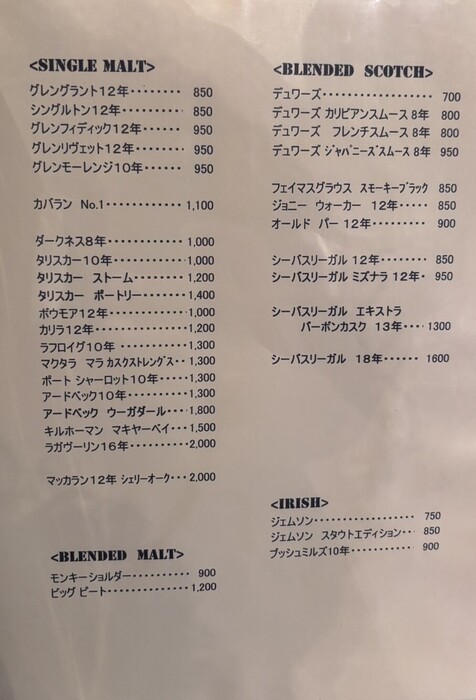 <SINGLE MALT>
グレングラント12年‥‥‥‥ 850
シングルトン12年‥‥‥‥‥ 850
グレンフィディック12年‥‥‥ 950
グレンリヴェット12年‥‥‥‥ 950
グレンモーレンジ10年‥‥‥ 950
カバラン No.1‥‥‥‥‥‥ 1,100
ダークネス8年‥‥‥‥‥‥ 1,000
タリスカー10年‥‥‥‥‥‥ 1,000
タリスカー ストーム‥‥‥‥ 1,200
タリスカー ポートリー‥‥‥‥ 1,400
ボウモア12年‥‥‥‥‥‥ 1,000
カリラ12年‥‥‥‥‥‥‥ 1,200
ラフロイグ10年 ‥‥‥‥‥‥ 1,300
マクタラ マラ カスクストレングス‥ 1,300
ポート シャーロット10年‥‥‥ 1,300
アードベック10年‥‥‥‥‥ 1,300
アードベック ウーガダール‥‥ 1,800
キルホーマン マキヤーベイ‥‥ 1,500
ラガヴーリン16年‥‥‥‥‥ 2,000
マッカラン12年 シェリーオーク‥‥ 2,000
<BLENDED MALT>
モンキーショルダー‥‥‥‥‥ 900
ビッグ ピート‥‥‥‥‥‥‥ 1,200
<BLENDED SCOTCH>
デュワーズ‥‥‥‥‥‥‥‥ 700
デュワーズ カリビアンスムース 8年 800
デュワーズ フレンチスムース 8年 800
デュワーズ ジャパニーズスムース 8年 950
フェイマスグラウス スモーキーブラック 850
ジョニー ウォーカー 12年‥‥‥ 850
オールド パー 12年‥‥‥‥‥ 900
シーバスリーガル 12年‥‥‥‥ 850
シーバスリーガル ミズナラ 12年・ 950
シーバスリーガル エキストラ
バーボンカスク 13年‥‥ 1300
シーバスリーガル 18年‥‥‥ 1600
<IRISH>
ジェムソン‥‥‥‥‥‥‥‥ 750
ジェムソン スタウトエディション‥‥ 850
ブッシュミルズ10年‥‥‥‥‥ 900